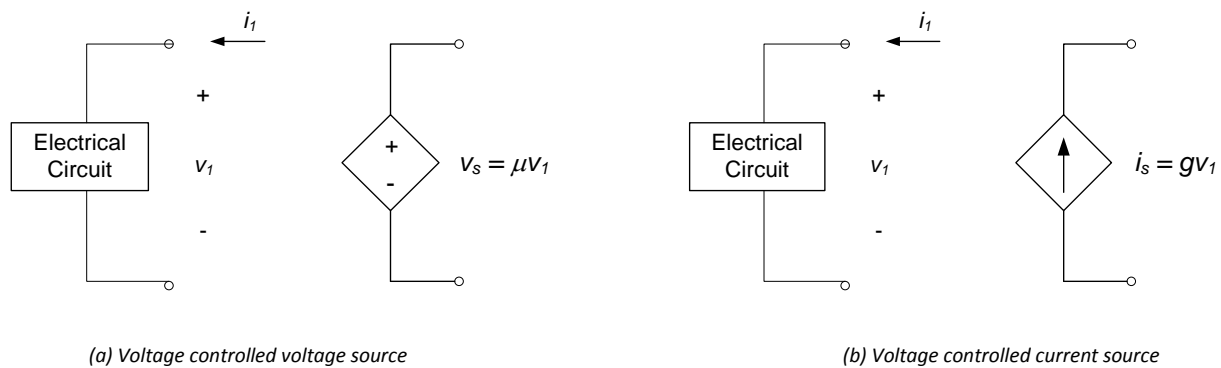 i₁
i₁
+
+
Electrical
Circuit
v₁
+
-
vₛ = μv₁
Electrical
Circuit
v₁
iₛ = gv₁
-
-
(a) Voltage controlled voltage source
(b) Voltage controlled current source